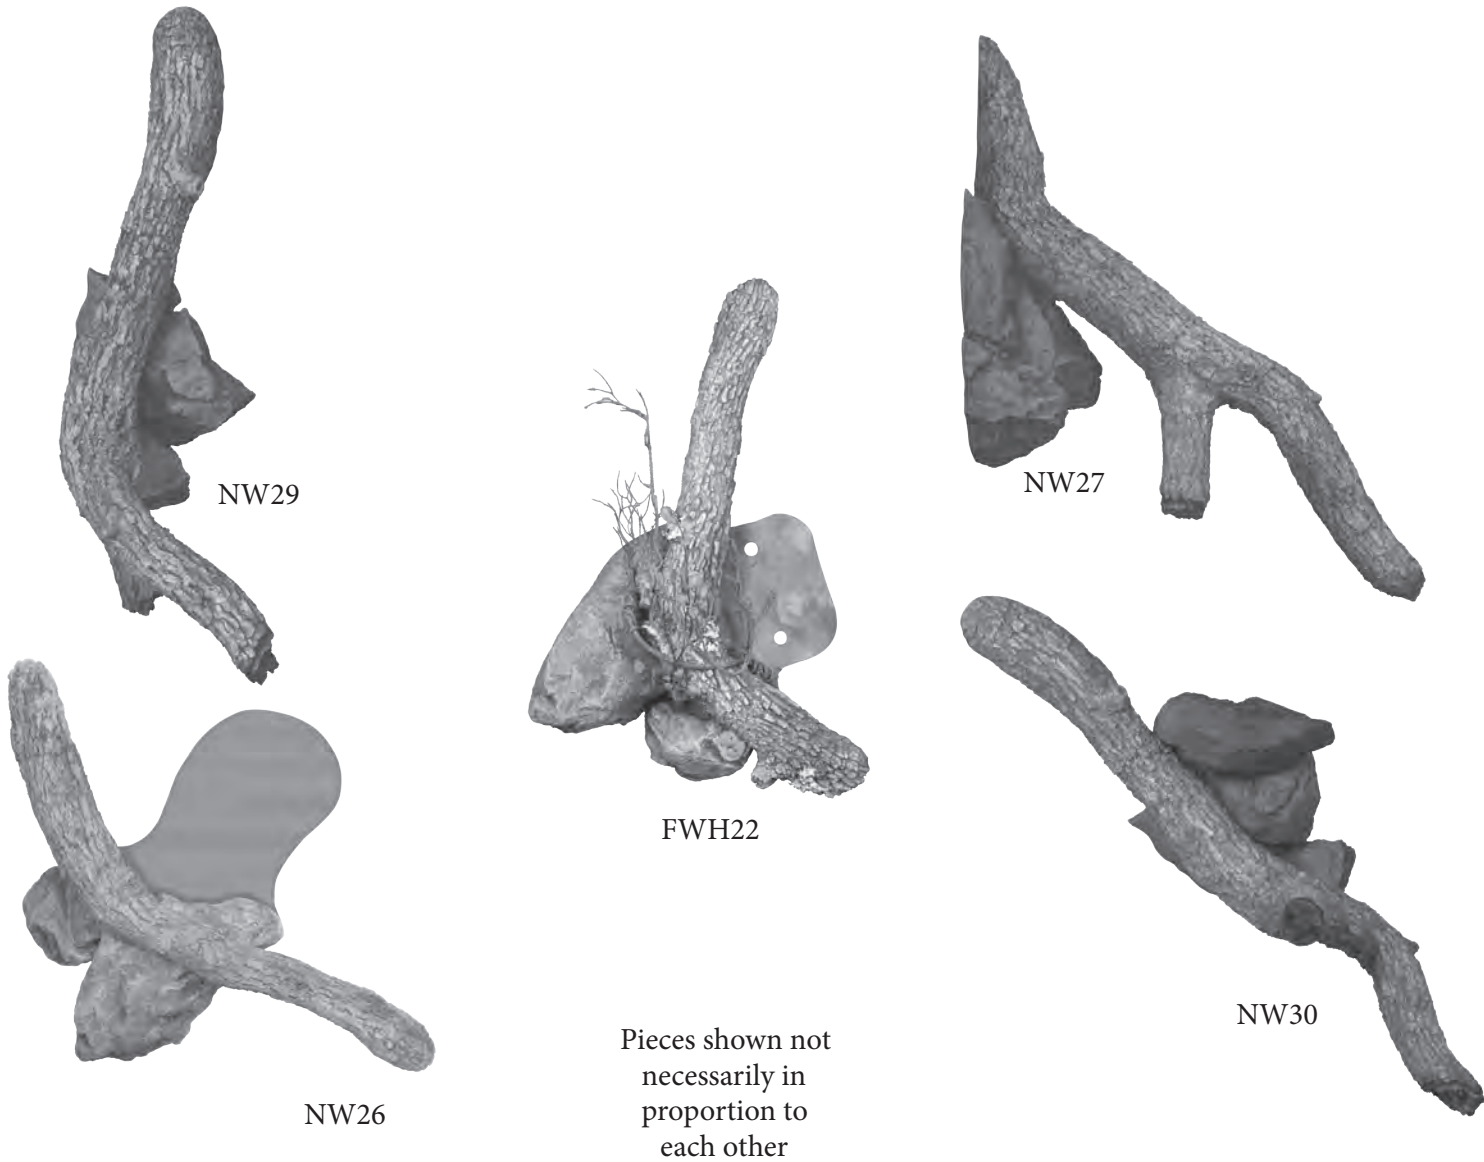 NW29
NW27
FWH22
NW30
NW26
Pieces shown not
necessarily in
proportion to
each other